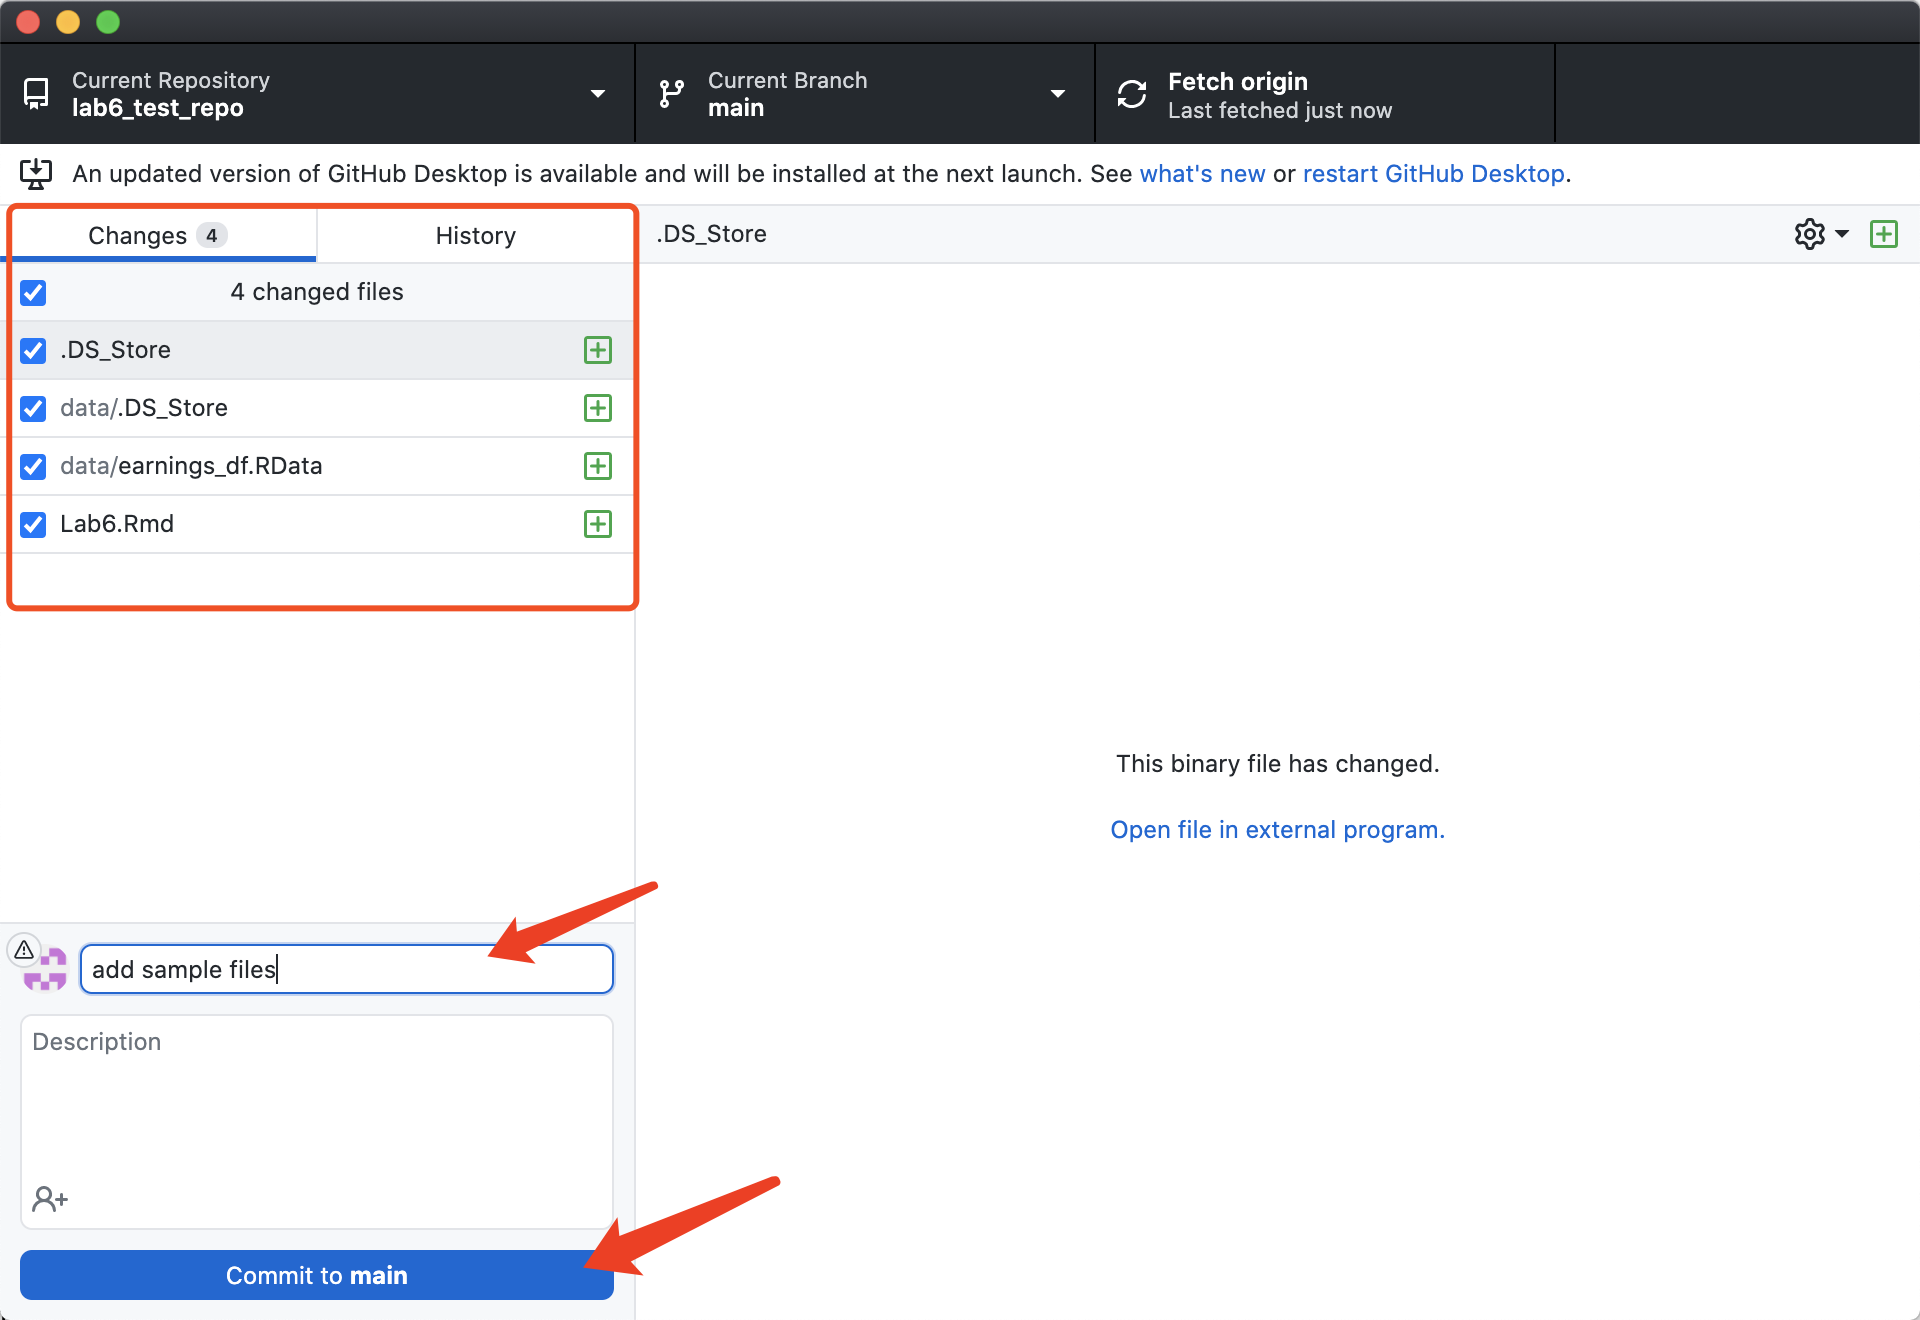 Current Repository
lab6_test_repo
Current Branch
main
Fetch origin
Last fetched just now
An updated version of GitHub Desktop is available and will be installed at the next launch. See what's new or restart GitHub Desktop.
Changes 4
History
.DS_Store
4 changed files
.DS_Store
data/.DS_Store
data/earnings_df.RData
Lab6.Rmd
This binary file has changed.
Open file in external program.
add sample files
Description
Commit to main